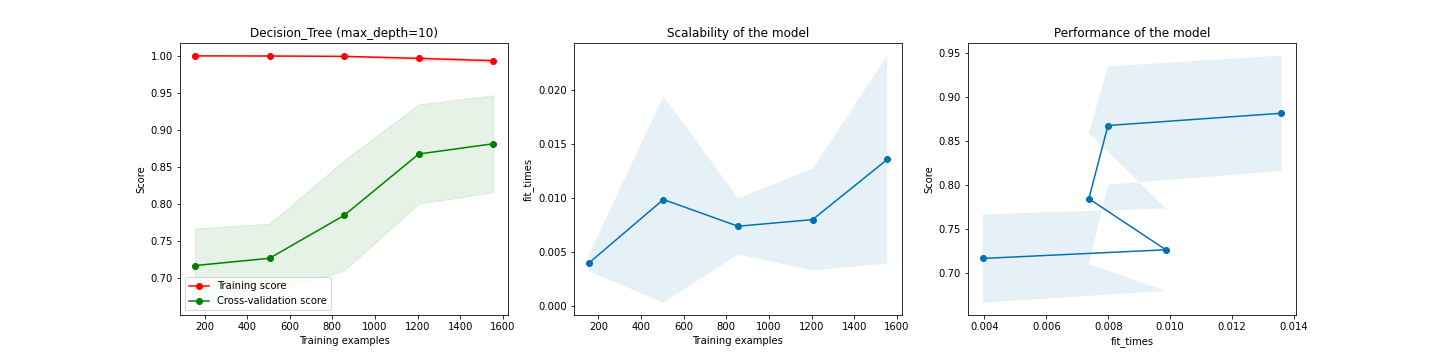 Decision_Tree (max_depth=10)
Score
1.00
0.95
0.90
0.85
0.80
0.75
0.70
Training score
Cross-validation score
200 400 600 800 1000 1200 1400 1600
Training examples
Scalability of the model
fit_times
0.020
0.015
0.010
0.005
0.000
200 400 600 800 1000 1200 1400 1600
Training examples
Performance of the model
Score
0.95
0.90
0.85
0.80
0.75
0.70
0.004 0.006 0.008 0.010 0.012 0.014
fit_times